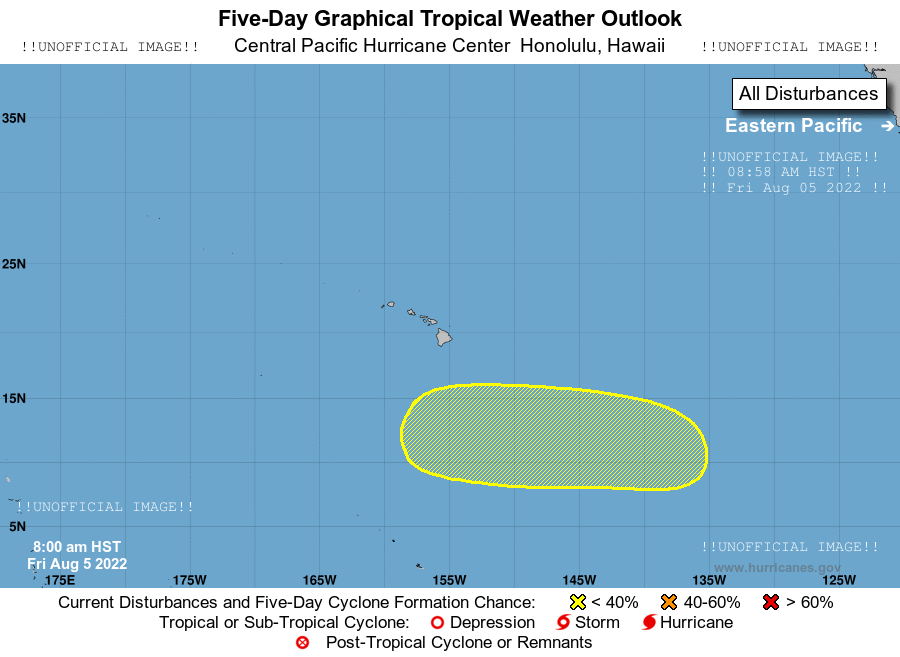 Five-Day Graphical Tropical Weather Outlook
!!UNOFFICIAL IMAGE!! Central Pacific Hurricane Center Honolulu, Hawaii !!UNOFFICIAL IMAGE!!
All Disturbances
35N
Eastern Pacific →
!!UNOFFICIAL IMAGE!!
!! 08:58 AM HST !!
!! Fri Aug 05 2022 !!
25N
15N
!!UNOFFICIAL IMAGE!!
5N
8:00 am HST
!!UNOFFICIAL IMAGE!!
Fri Aug 5 2022
www.hurricanes.gov
175E 175W 165W 155W 145W 135W 125W
Current Disturbances and Five-Day Cyclone Formation Chance: < 40% 40-60% > 60%
Tropical or Sub-Tropical Cyclone: Depression Storm Hurricane
Post-Tropical Cyclone or Remnants